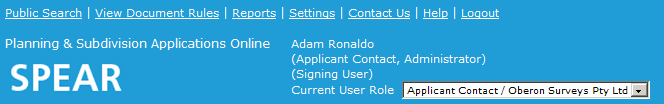 Public Search | View Document Rules | Reports | Settings | Contact Us | Help | Logout
Planning & Subdivision Applications Online
SPEAR
Adam Ronaldo
(Applicant Contact, Administrator)
(Signing User)
Current User Role Applicant Contact / Oberon Surveys Pty Ltd